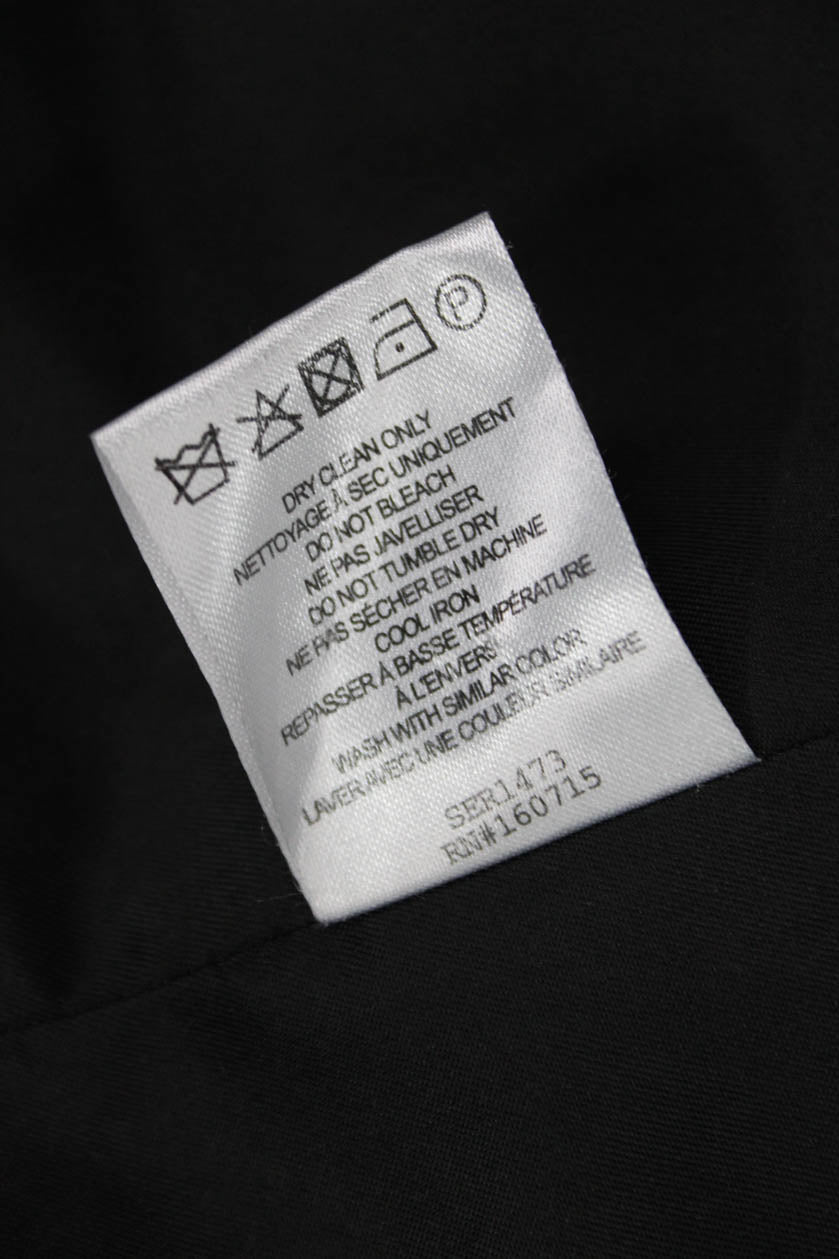 P
DRY CLEAN ONLY
NETTOYAGE À SEC UNIQUEMENT
DO NOT BLEACH
NE PAS JAVELLISER
DO NOT TUMBLE DRY
NE PAS SÉCHER EN MACHINE
COOL IRON
REPASSER À BASSE TEMPÉRATURE
À L'ENVERS
WASH WITH SIMILAR COLOR
LAVER AVEC UNE COULEUR SIMILAIRE
SER1473
RN#160715